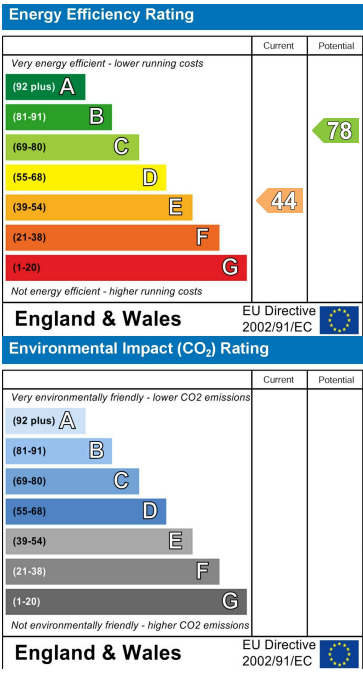 Energy Efficiency Rating
Current Potential
Very energy efficient - lower running costs
(92 plus) A
(81-91) B
78
(69-80) C
(55-68) D
(39-54) E
44
(21-38) F
(1-20) G
Not energy efficient - higher running costs
England & Wales
EU Directive
2002/91/EC
Environmental Impact (CO₂) Rating
Current Potential
Very environmentally friendly - lower CO2 emissions
(92 plus) A
(81-91) B
(69-80) C
(55-68) D
(39-54) E
(21-38) F
(1-20) G
Not environmentally friendly - higher CO2 emissions
England & Wales
EU Directive
2002/91/EC